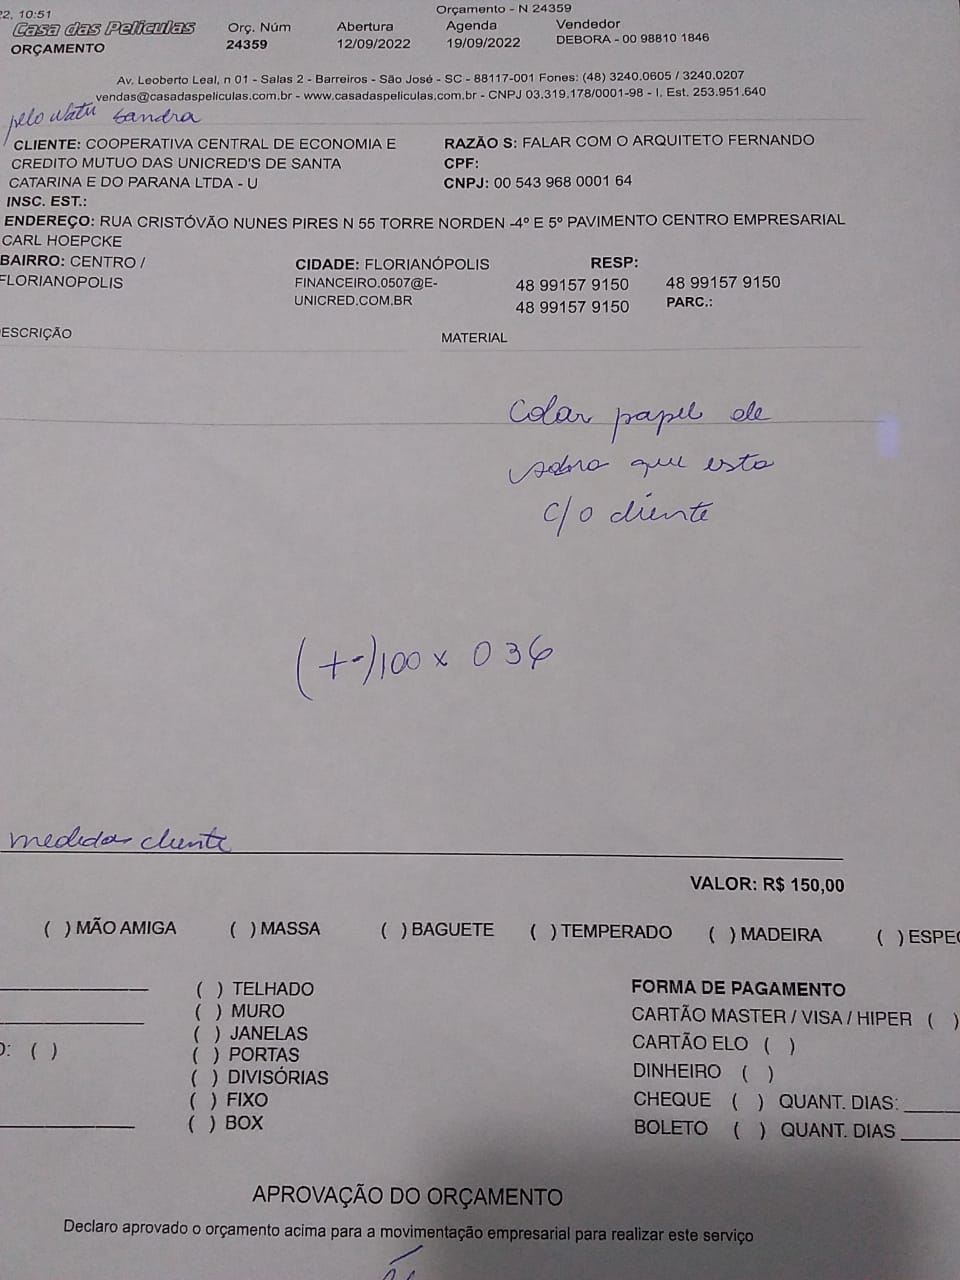 22, 10:51
Orçamento - N 24359
Casa das Peliculas
ORÇAMENTO
Orç. Núm
24359
Abertura
12/09/2022
Agenda
19/09/2022
Vendedor
DEBORA - 00 98810 1846
Av. Leoberto Leal, n 01 - Salas 2 - Barreiros - São José - SC - 88117-001 Fones: (48) 3240.0605 / 3240.0207
vendas@casadaspeliculas.com.br - www.casadaspeliculas.com.br - CNPJ 03.319.178/0001-98 - I. Est. 253.951.640
pelo Sandra
CLIENTE: COOPERATIVA CENTRAL DE ECONOMIA E
CREDITO MUTUO DAS UNICRED'S DE SANTA
CATARINA E DO PARANA LTDA - U
RAZÃO S: FALAR COM O ARQUITETO FERNANDO
CPF:
CNPJ: 00 543 968 0001 64
INSC. EST.:
ENDEREÇO: RUA CRISTÓVÃO NUNES PIRES N 55 TORRE NORDEN -4º E 5º PAVIMENTO CENTRO EMPRESARIAL
CARL HOEPCKE
BAIRRO: CENTRO /
FLORIANOPOLIS
CIDADE: FLORIANÓPOLIS
FINANCEIRO.0507@E-
UNICRED.COM.BR
RESP:
48 99157 9150
48 99157 9150
48 99157 9150
PARC.:
ESCRIÇÃO
MATERIAL
Colar papel de
sobra que esta
c/o cliente
(+-)100 x 036
medidas cliente
VALOR: R$ 150,00
( ) MÃO AMIGA ( ) MASSA ( ) BAGUETE ( ) TEMPERADO ( ) MADEIRA ( ) ESPEC
( ) TELHADO
( ) MURO
( ) JANELAS
O: ( ) ( ) PORTAS
( ) DIVISÓRIAS
( ) FIXO
( ) BOX
FORMA DE PAGAMENTO
CARTÃO MASTER / VISA / HIPER ( )
CARTÃO ELO ( )
DINHEIRO ( )
CHEQUE ( ) QUANT. DIAS:
BOLETO ( ) QUANT. DIAS
APROVAÇÃO DO ORÇAMENTO
Declaro aprovado o orçamento acima para a movimentação empresarial para realizar este serviço